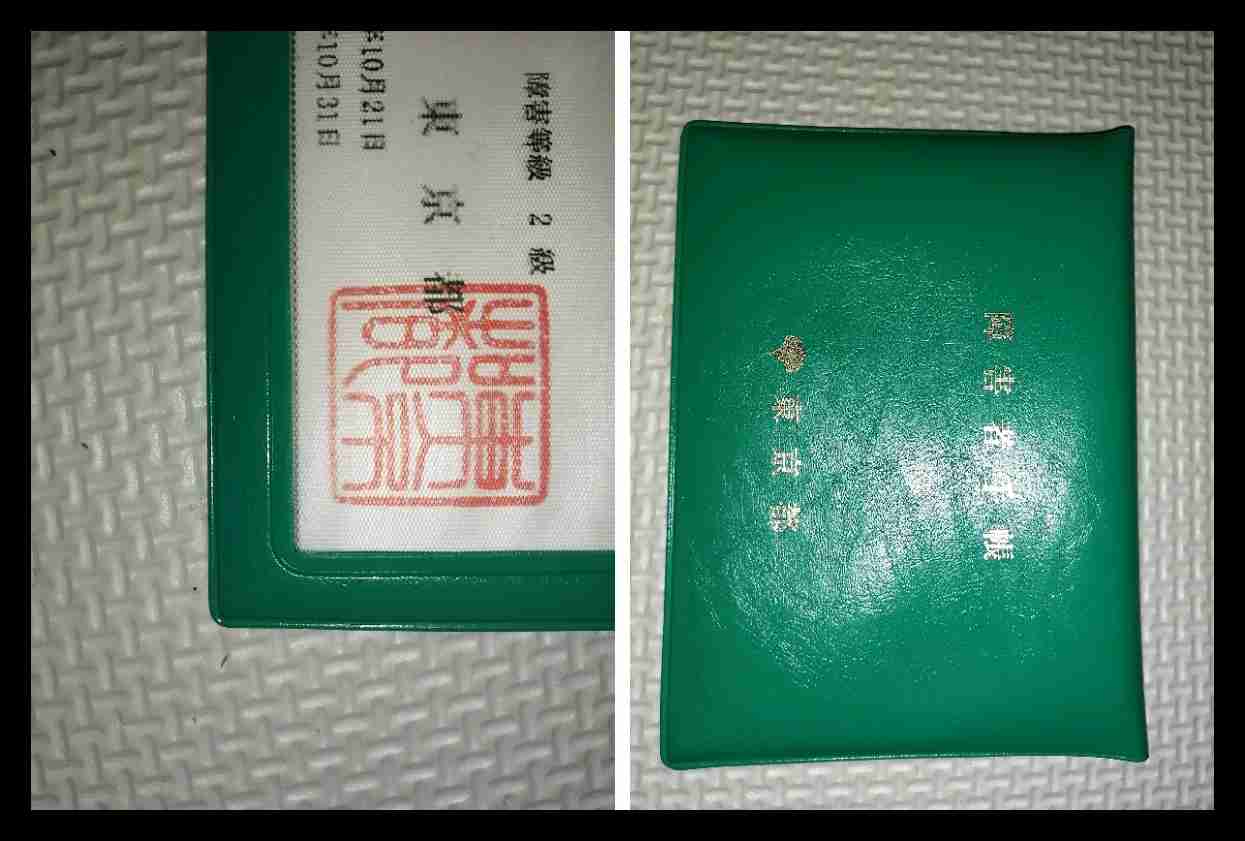 障害等級 2 級
東 京 都
10月21日
10月31日
障害者手帳
東京都